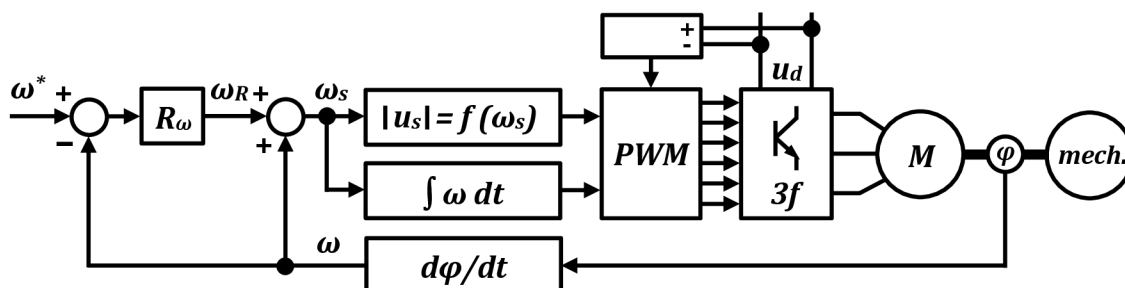 +
-
u_d
ω* + ω_R + ω_s |u_s| = f(ω_s)
R_ω
− + PWM M φ mech.
∫ ω dt 3f
ω dφ/dt